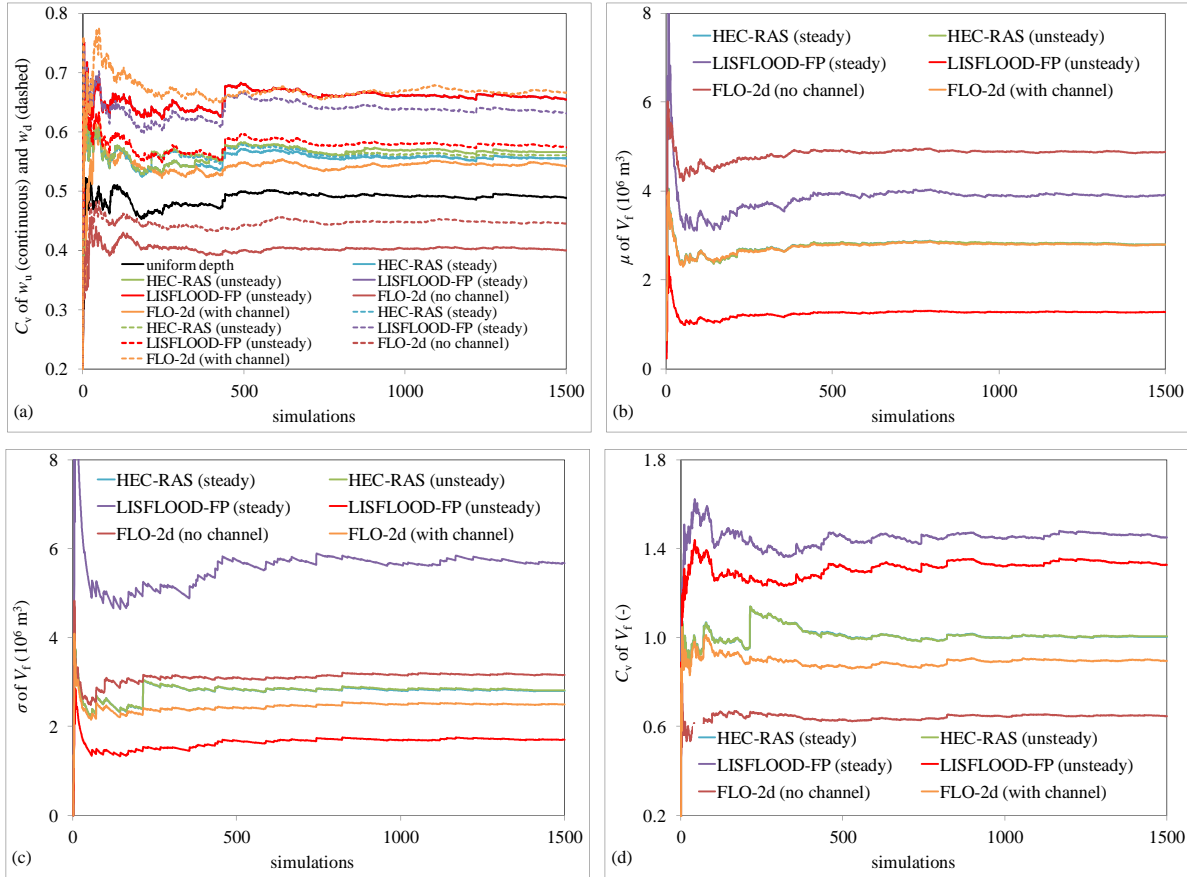 0.8
0.7
0.6
0.5
0.4
0.3
0.2
Cv of wu (continuous) and wd (dashed)
uniform depth
HEC-RAS (steady)
HEC-RAS (unsteady)
LISFLOOD-FP (steady)
LISFLOOD-FP (unsteady)
FLO-2d (no channel)
FLO-2d (with channel)
HEC-RAS (steady)
HEC-RAS (unsteady)
LISFLOOD-FP (steady)
LISFLOOD-FP (unsteady)
FLO-2d (no channel)
FLO-2d (with channel)
0 500 1000 1500
simulations
(a)
8
6
4
2
0
μ of Vf (10⁶ m³)
HEC-RAS (steady)
HEC-RAS (unsteady)
LISFLOOD-FP (steady)
LISFLOOD-FP (unsteady)
FLO-2d (no channel)
FLO-2d (with channel)
0 500 1000 1500
simulations
(b)
8
6
4
2
0
σ of Vf (10⁶ m³)
HEC-RAS (steady)
HEC-RAS (unsteady)
LISFLOOD-FP (steady)
LISFLOOD-FP (unsteady)
FLO-2d (no channel)
FLO-2d (with channel)
0 500 1000 1500
simulations
(c)
1.8
1.4
1.0
0.6
0.2
Cv of Vf (-)
HEC-RAS (steady)
HEC-RAS (unsteady)
LISFLOOD-FP (steady)
LISFLOOD-FP (unsteady)
FLO-2d (no channel)
FLO-2d (with channel)
0 500 1000 1500
simulations
(d)